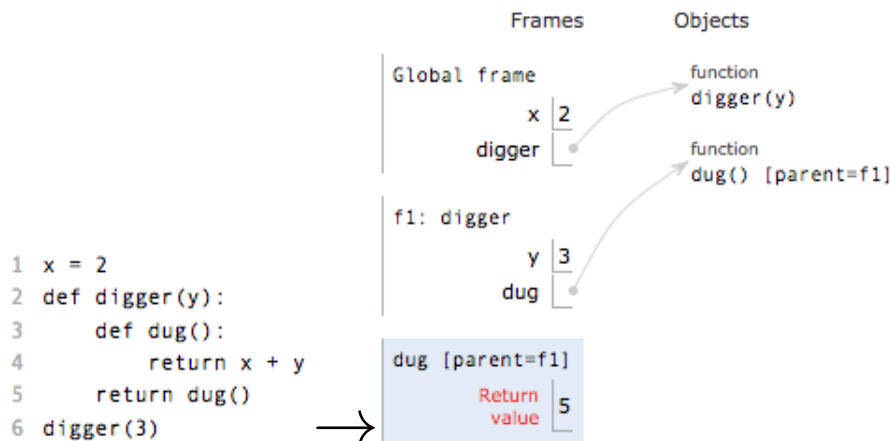 Frames Objects
Global frame
x 2
digger
function
digger(y)
function
dug() [parent=f1]
f1: digger
y 3
dug
dug [parent=f1]
Return
value 5
1 x = 2
2 def digger(y):
3     def dug():
4         return x + y
5     return dug()
6 digger(3)